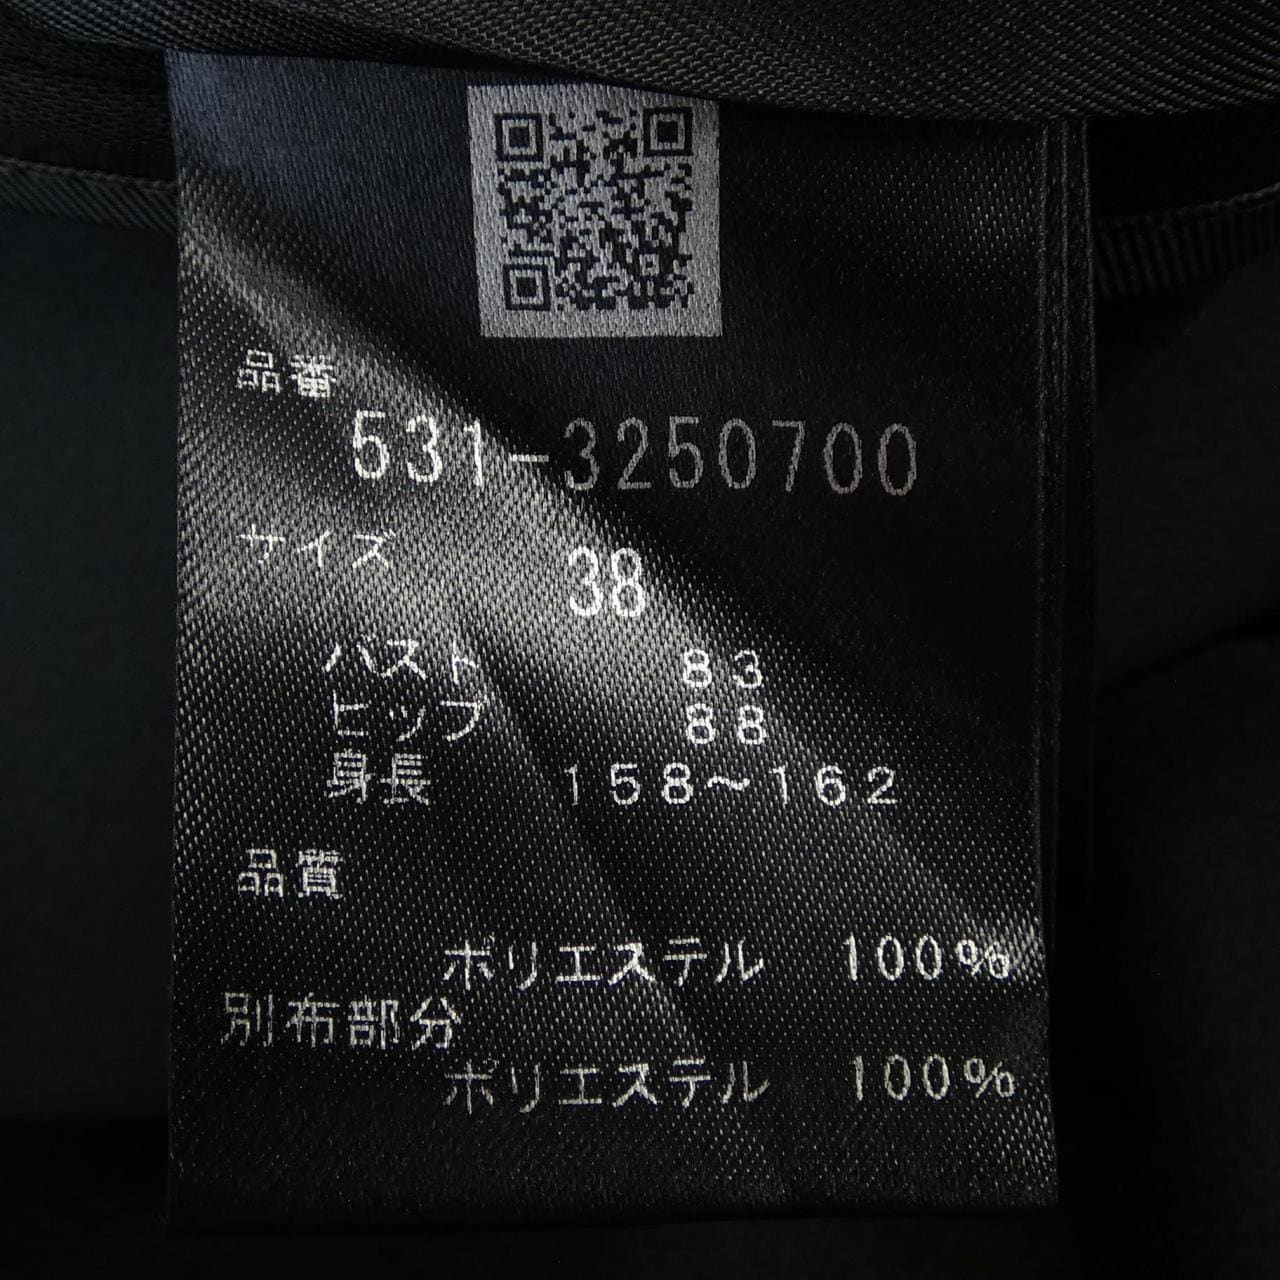 品番
531-3250700
サイズ 38
バスト 83
ヒップ 88
身長 158～162
品質
ポリエステル 100%
別布部分
ポリエステル 100%